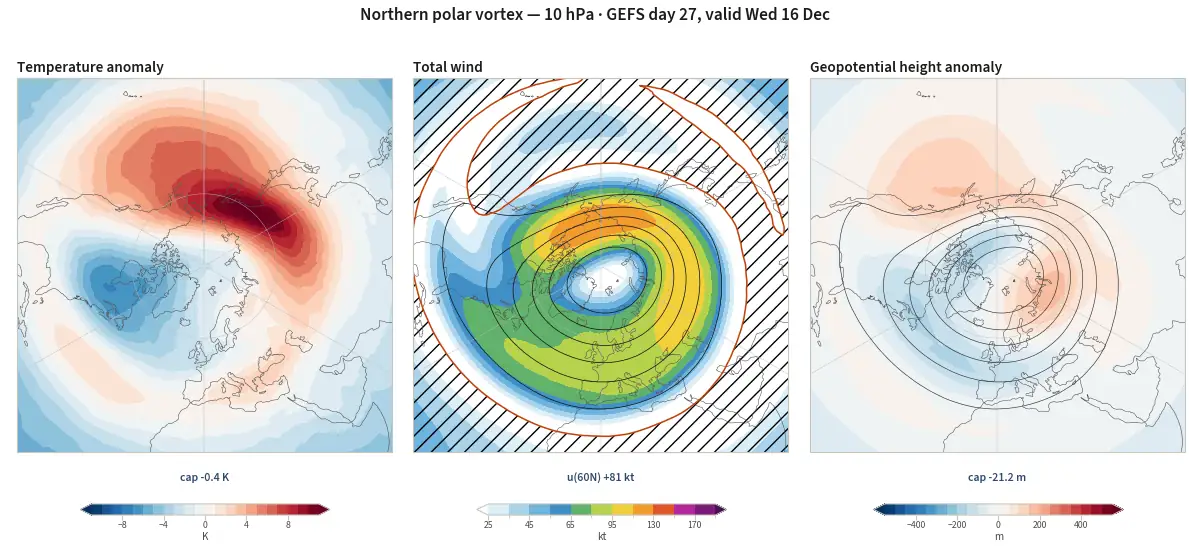 Northern polar vortex — 10 hPa · GEFS day 27, valid Wed 16 Dec
Temperature anomaly
Total wind
Geopotential height anomaly
cap -0.4 K
u(60N) +81 kt
cap -21.2 m
−8 −4 0 4 8
K
25 45 65 95 130 170
kt
−400 −200 0 200 400
m